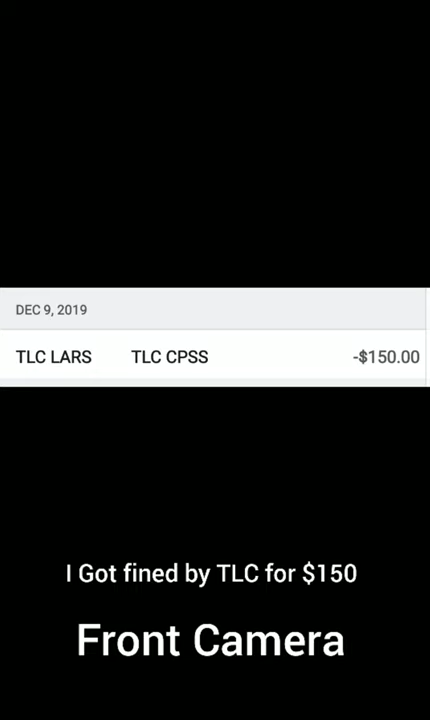 DEC 9, 2019
TLC LARS TLC CPSS -$150.00
I Got fined by TLC for $150
Front Camera